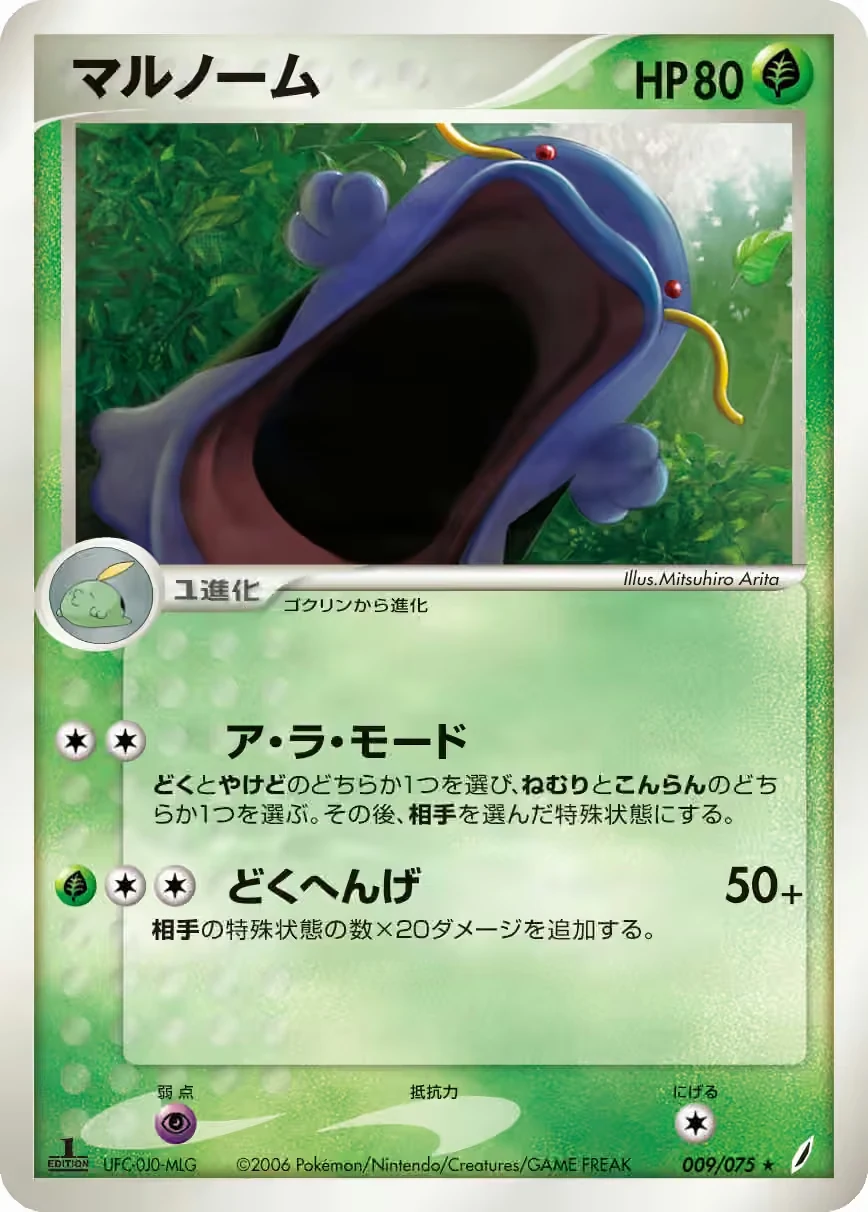 マルノーム HP80
Illus.Mitsuhiro Arita
1進化
ゴクリンから進化
ア・ラ・モード
どくとやけどのどちらか1つを選び、ねむりとこんらんのどち
らか1つを選ぶ。その後、相手を選んだ特殊状態にする。
どくへんげ 50+
相手の特殊状態の数×20ダメージを追加する。
弱点 抵抗力 にげる
1 EDITION UFC-0J0-MLG ©2006 Pokémon/Nintendo/Creatures/GAME FREAK 009/075 ★